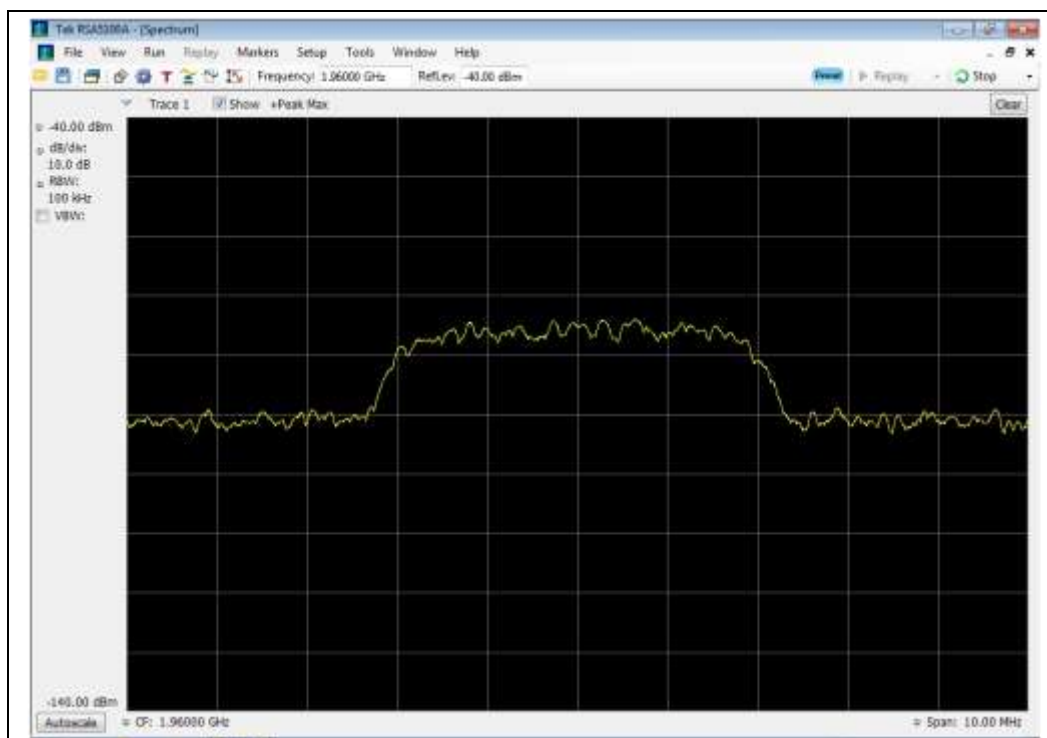 Tek RSA5100A - [Spectrum]
File View Run Replay Markers Setup Tools Window Help
Frequency: 1.96000 GHz RefLev: -40.00 dBm Preset Replay Stop
Trace 1 Show +Peak Max Clear
-40.00 dBm
dB/div:
10.0 dB
RBW:
100 kHz
VBW:
-140.00 dBm
Autoscale CF: 1.96000 GHz Span: 10.00 MHz